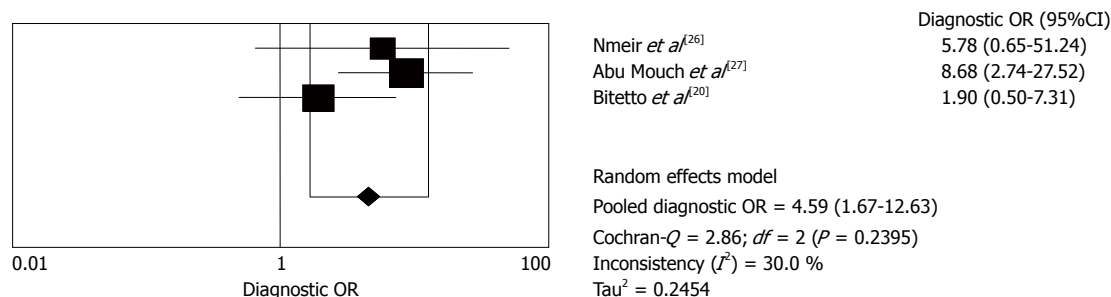 Diagnostic OR (95%CI)
Nmeir et al[26] 5.78 (0.65-51.24)
Abu Mouch et al[27] 8.68 (2.74-27.52)
Bitetto et al[20] 1.90 (0.50-7.31)
Random effects model
Pooled diagnostic OR = 4.59 (1.67-12.63)
Cochran-Q = 2.86; df = 2 (P = 0.2395)
Inconsistency (I²) = 30.0 %
Tau² = 0.2454
0.01 1 100
Diagnostic OR